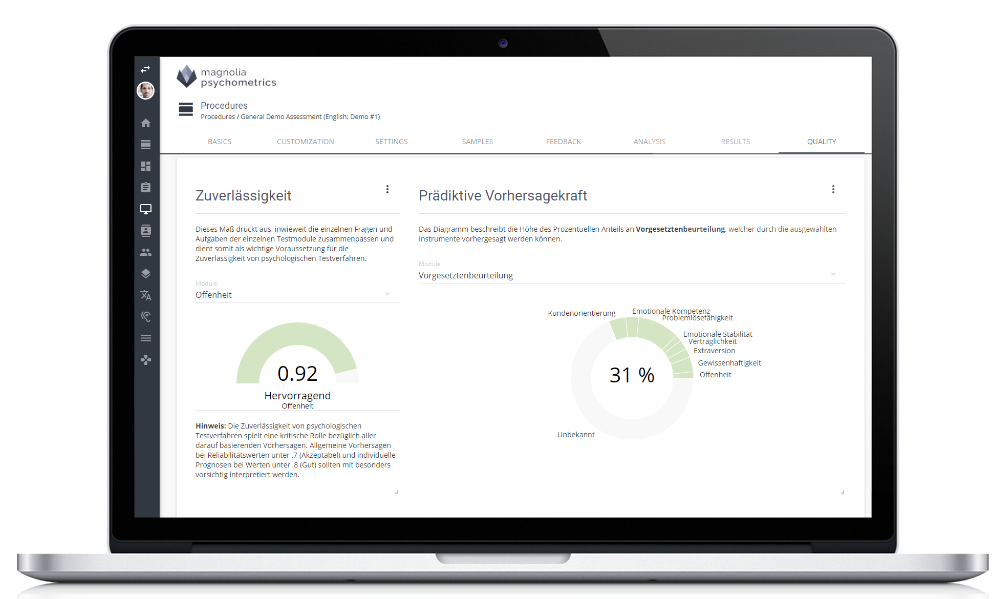 magnolia
psychometrics
Procedures
Procedures / General Demo Assessment (English; Demo #1)
BASICS CUSTOMIZATION SETTINGS SAMPLES FEEDBACK ANALYSIS RESULTS QUALITY
Zuverlässigkeit
Dieses Maß drückt aus, inwieweit die einzelnen Fragen und
Aufgaben der einzelnen Testmodule zusammenpassen und
dient somit als wichtige Voraussetzung für die
Zuverlässigkeit von psychologischen Testverfahren.
Module
Offenheit
0.92
Hervorragend
Offenheit
Hinweis: Die Zuverlässigkeit von psychologischen
Testverfahren spielt eine kritische Rolle bezüglich aller
darauf basierenden Vorhersagen. Allgemeine Vorhersagen
bei Reliabilitätswerten unter .7 (Akzeptabel) und individuelle
Prognosen bei Werten unter .8 (Gut) sollten mit besonders
vorsichtig interpretiert werden.
Prädiktive Vorhersagekraft
Das Diagramm beschreibt die Höhe des Prozentuellen Anteils an Vorgesetztenbeurteilung, welcher durch die ausgewählten
Instrumente vorhergesagt werden können.
Module
Vorgesetztenbeurteilung
Kundenorientierung
Emotionale Kompetenz
Problemlösefähigkeit
Emotionale Stabilität
Verträglichkeit
Extraversion
Gewissenhaftigkeit
Offenheit
31 %
Unbekannt